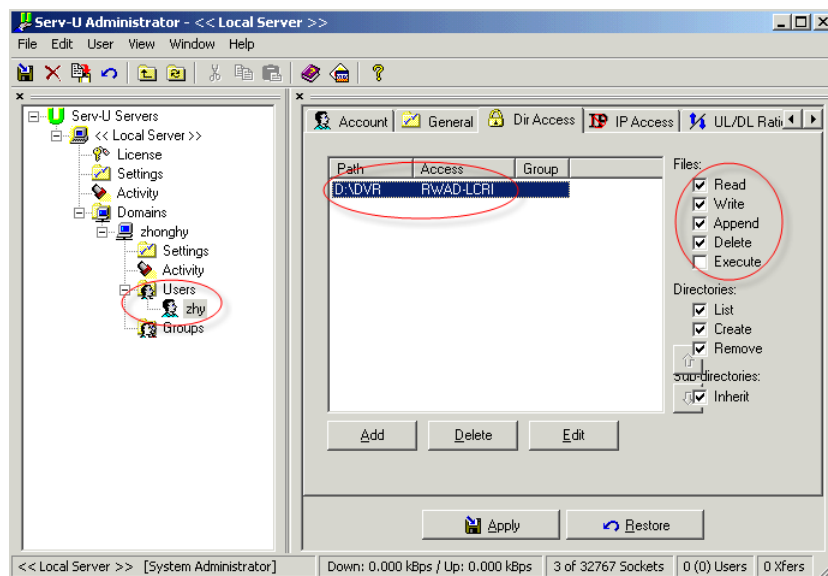 Serv-U Administrator - << Local Server >>
File Edit User View Window Help
Serv-U Servers
<< Local Server >>
License
Settings
Activity
Domains
zhonghy
Settings
Activity
Users
zhy
Groups
Account General Dir Access IP Access UL/DL Rati
Path Access Group
D:\DVR RWAD-LCRI
Files:
Read
Write
Append
Delete
Execute
Directories:
List
Create
Remove
Sub-directories:
Inherit
Add Delete Edit
Apply Restore
<< Local Server >> [System Administrator] Down: 0.000 kBps / Up: 0.000 kBps 3 of 32767 Sockets 0 (0) Users 0 Xfers